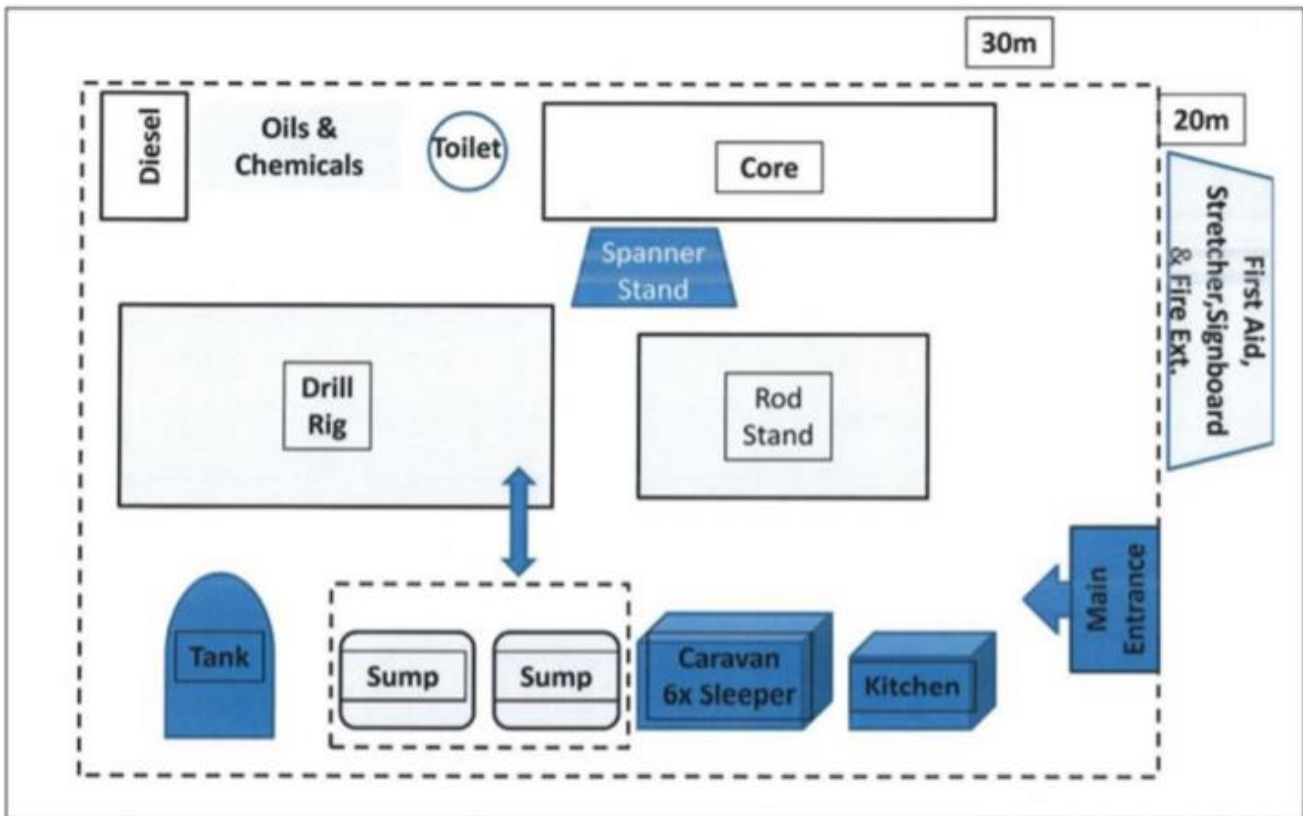 30m
20m
Diesel
Oils &
Chemicals
Toilet
Core
Spanner
Stand
First Aid,
Stretcher,Signboard
& Fire Ext.
Drill
Rig
Rod
Stand
Main
Entrance
Tank
Sump
Sump
Caravan
6x Sleeper
Kitchen